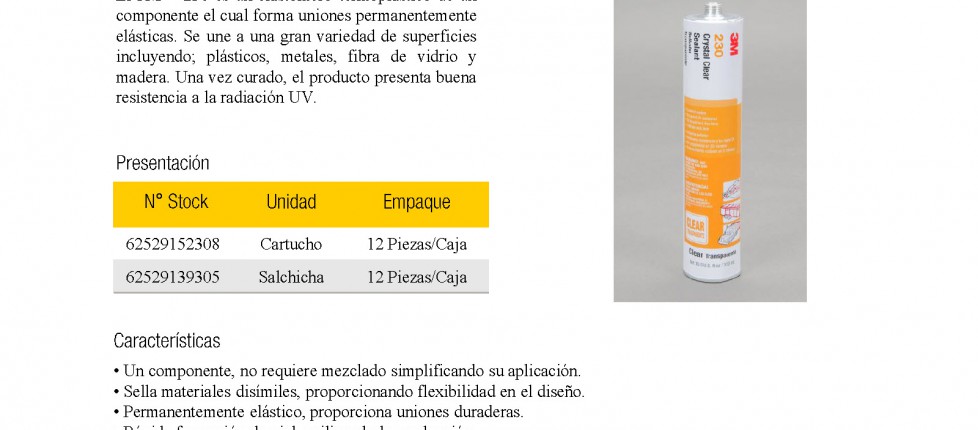 componente el cual forma uniones permanentemente
elásticas. Se une a una gran variedad de superficies
incluyendo; plásticos, metales, fibra de vidrio y
madera. Una vez curado, el producto presenta buena
resistencia a la radiación UV.
3M
230
Crystal Clear
Sealant
CLEAR
Clear Transparente
Presentación
N° Stock Unidad Empaque
62529152308 Cartucho 12 Piezas/Caja
62529139305 Salchicha 12 Piezas/Caja
Características
• Un componente, no requiere mezclado simplificando su aplicación.
• Sella materiales disímiles, proporcionando flexibilidad en el diseño.
• Permanentemente elástico, proporciona uniones duraderas.